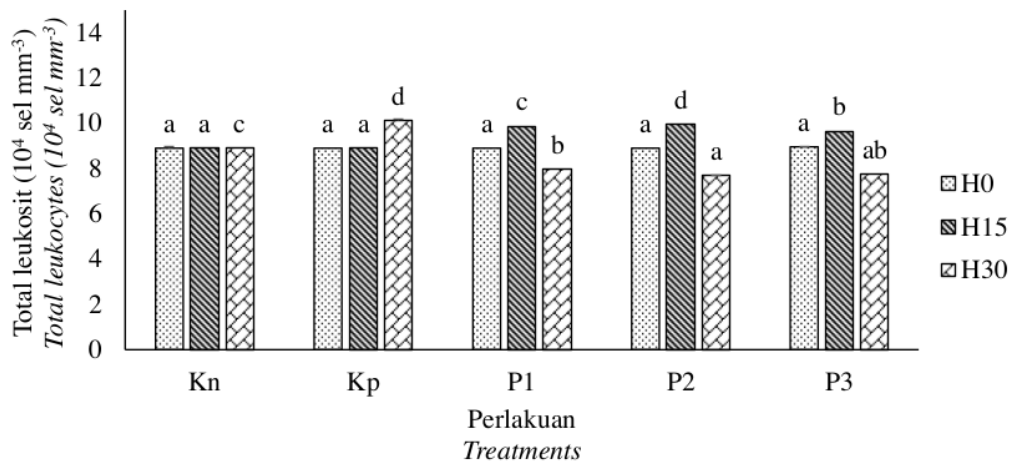 Total leukosit (10⁴ sel mm⁻³)
Total leukocytes (10⁴ sel mm⁻³)
14
12
10
8
6
4
2
0
a a c
a a d
a c b
a d a
a b ab
H0
H15
H30
Kn Kp P1 P2 P3
Perlakuan
Treatments